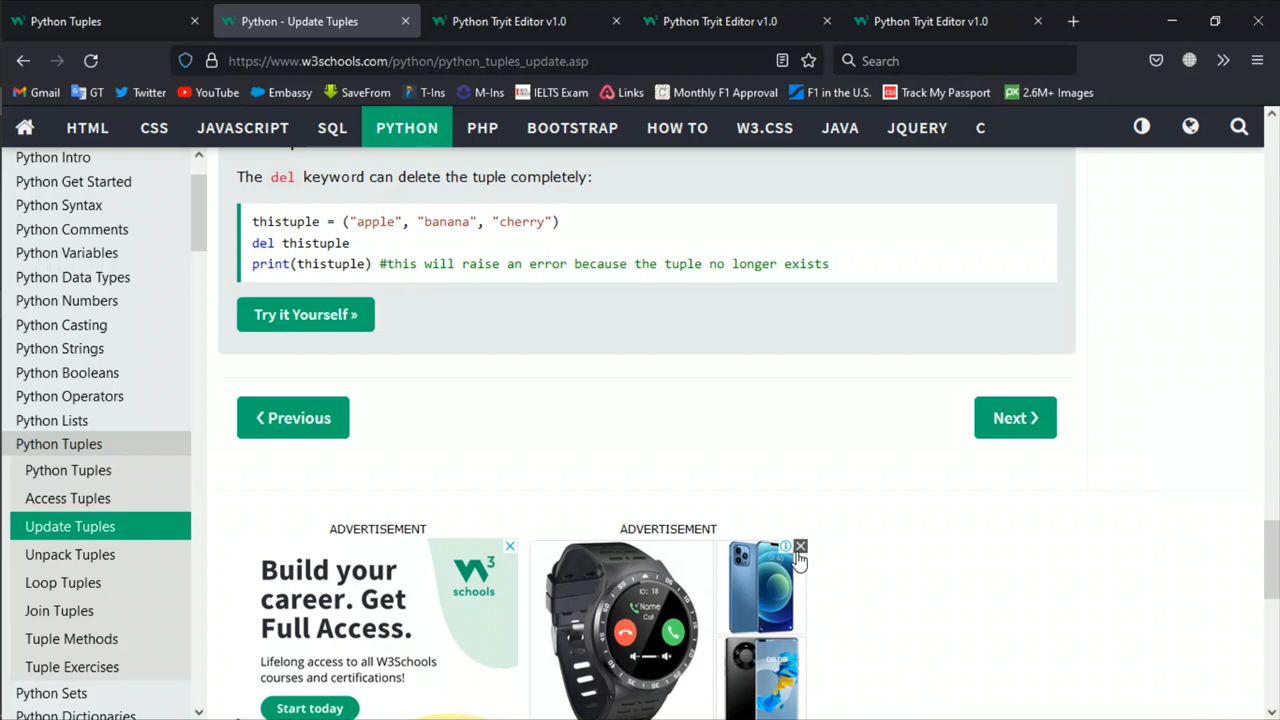 Python Tuples
Python - Update Tuples
Python Tryit Editor v1.0
Python Tryit Editor v1.0
Python Tryit Editor v1.0
https://www.w3schools.com/python/python_tuples_update.asp
Search
Gmail
GT
Twitter
YouTube
Embassy
SaveFrom
T-Ins
M-Ins
IELTS Exam
Links
Monthly F1 Approval
F1 in the U.S.
Track My Passport
2.6M+ Images
HTML
CSS
JAVASCRIPT
SQL
PYTHON
PHP
BOOTSTRAP
HOW TO
W3.CSS
JAVA
JQUERY
C
Python Intro
Python Get Started
Python Syntax
Python Comments
Python Variables
Python Data Types
Python Numbers
Python Casting
Python Strings
Python Booleans
Python Operators
Python Lists
Python Tuples
Python Tuples
Access Tuples
Update Tuples
Unpack Tuples
Loop Tuples
Join Tuples
Tuple Methods
Tuple Exercises
Python Sets
Python Dictionaries
The del keyword can delete the tuple completely:
thistuple = ("apple", "banana", "cherry")
del thistuple
print(thistuple) #this will raise an error because the tuple no longer exists
Try it Yourself »
❮ Previous
Next ❯
ADVERTISEMENT
Build your
career. Get
Full Access.
Lifelong access to all W3Schools
courses and certifications!
Start today
W3
schools
ADVERTISEMENT
10: 18
Name
Cal
08:08